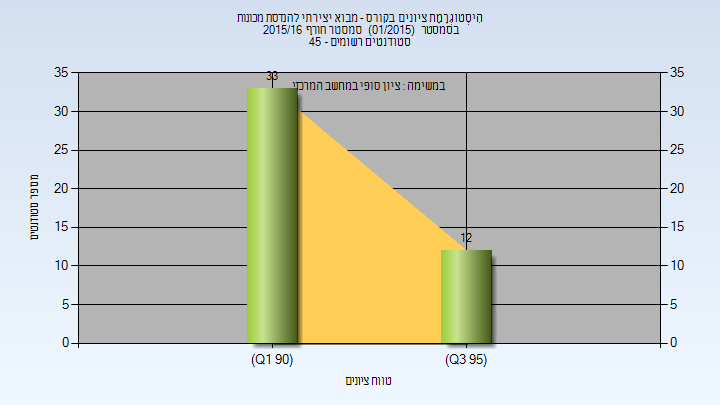 הִיסְטוֹגְרָמַת ציונים בקורס - מבוא יצירתי להנדסת מכונות
בסמסטר (01/2015) סמסטר חורף 2015/16
סטודנטים רשומים - 45
במשימה : ציון סופי במחשב המרכזי
35 35
30 30
25 25
20 20
15 15
10 10
5 5
0 0
33
12
מספר סטודנטים
(Q1 90) (Q3 95)
טווח ציונים